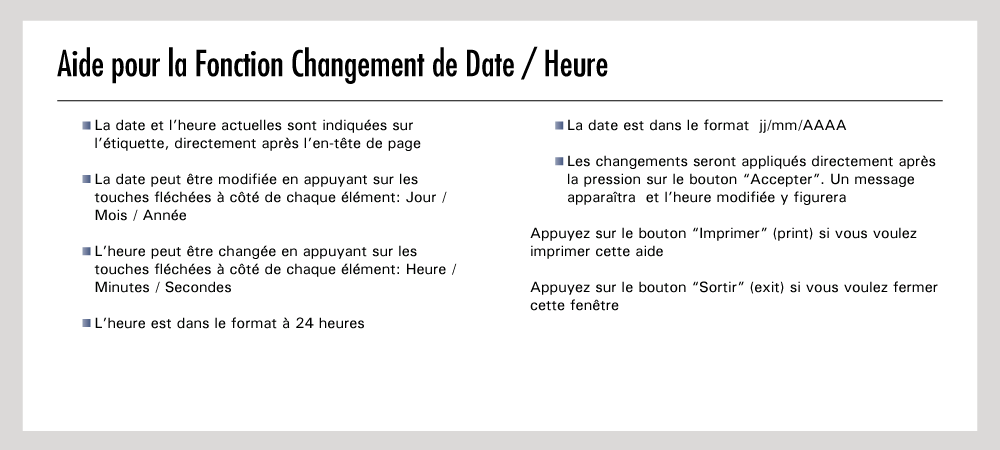 Aide pour la Fonction Changement de Date / Heure
La date et l'heure actuelles sont indiquées sur
l'étiquette, directement après l'en-tête de page
La date peut être modifiée en appuyant sur les
touches fléchées à côté de chaque élément: Jour /
Mois / Année
L'heure peut être changée en appuyant sur les
touches fléchées à côté de chaque élément: Heure /
Minutes / Secondes
L'heure est dans le format à 24 heures
La date est dans le format  jj/mm/AAAA
Les changements seront appliqués directement après
la pression sur le bouton “Accepter”. Un message
apparaîtra  et l'heure modifiée y figurera
Appuyez sur le bouton “Imprimer” (print) si vous voulez
imprimer cette aide
Appuyez sur le bouton “Sortir” (exit) si vous voulez fermer
cette fenêtre